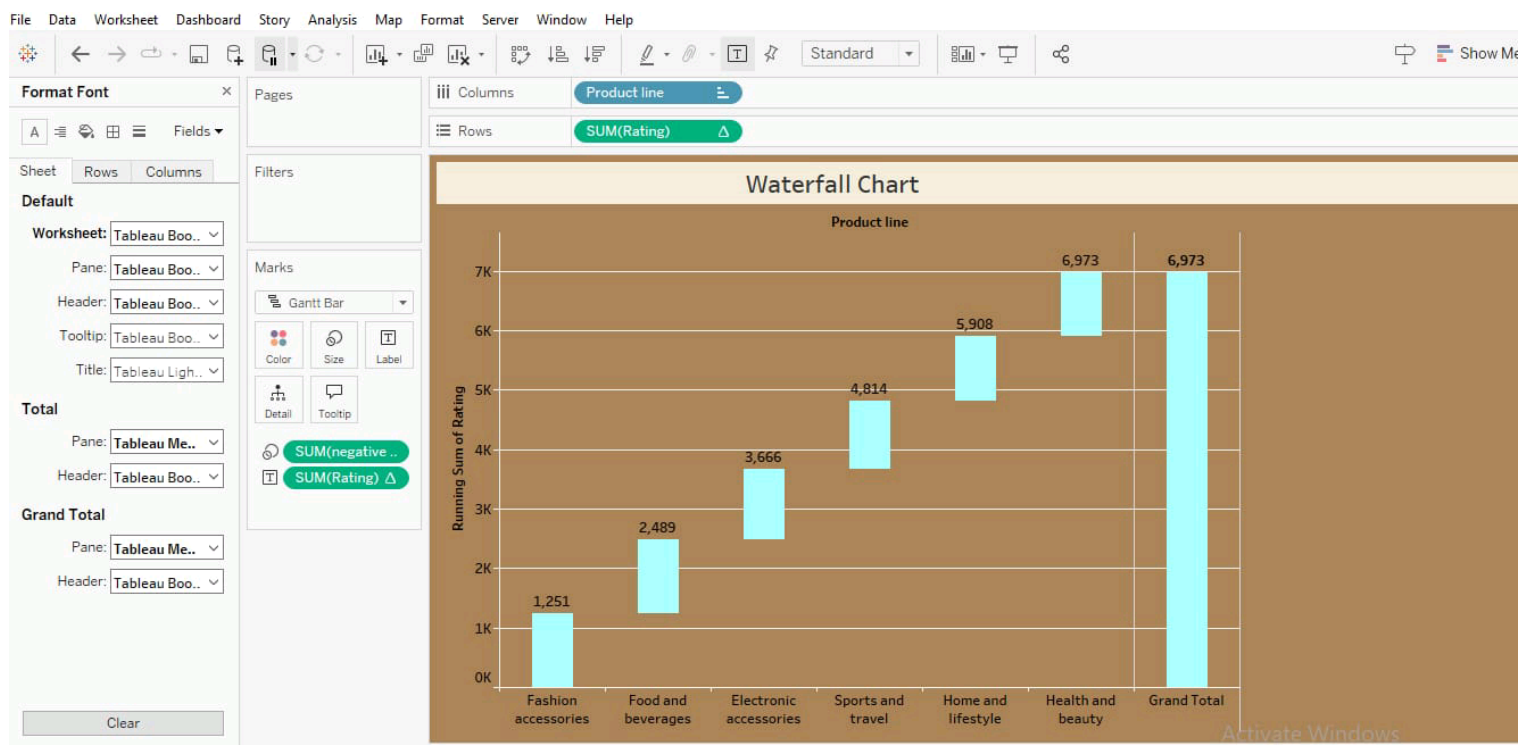 File Data Worksheet Dashboard Story Analysis Map Format Server Window Help
Standard
Show Me
Format Font ×
A Fields
Sheet Rows Columns
Default
Worksheet: Tableau Boo..
Pane: Tableau Boo..
Header: Tableau Boo..
Tooltip: Tableau Boo..
Title: Tableau Ligh..
Total
Pane: Tableau Me..
Header: Tableau Boo..
Grand Total
Pane: Tableau Me..
Header: Tableau Boo..
Clear
Pages
Filters
Marks
Gantt Bar
Color Size Label
Detail Tooltip
SUM(negative ..
T SUM(Rating) Δ
iii Columns Product line
Rows SUM(Rating) Δ
Waterfall Chart
Product line
Running Sum of Rating
7K
6K
5K
4K
3K
2K
1K
0K
1,251
2,489
3,666
4,814
5,908
6,973
6,973
Fashion accessories
Food and beverages
Electronic accessories
Sports and travel
Home and lifestyle
Health and beauty
Grand Total
Activate Windows